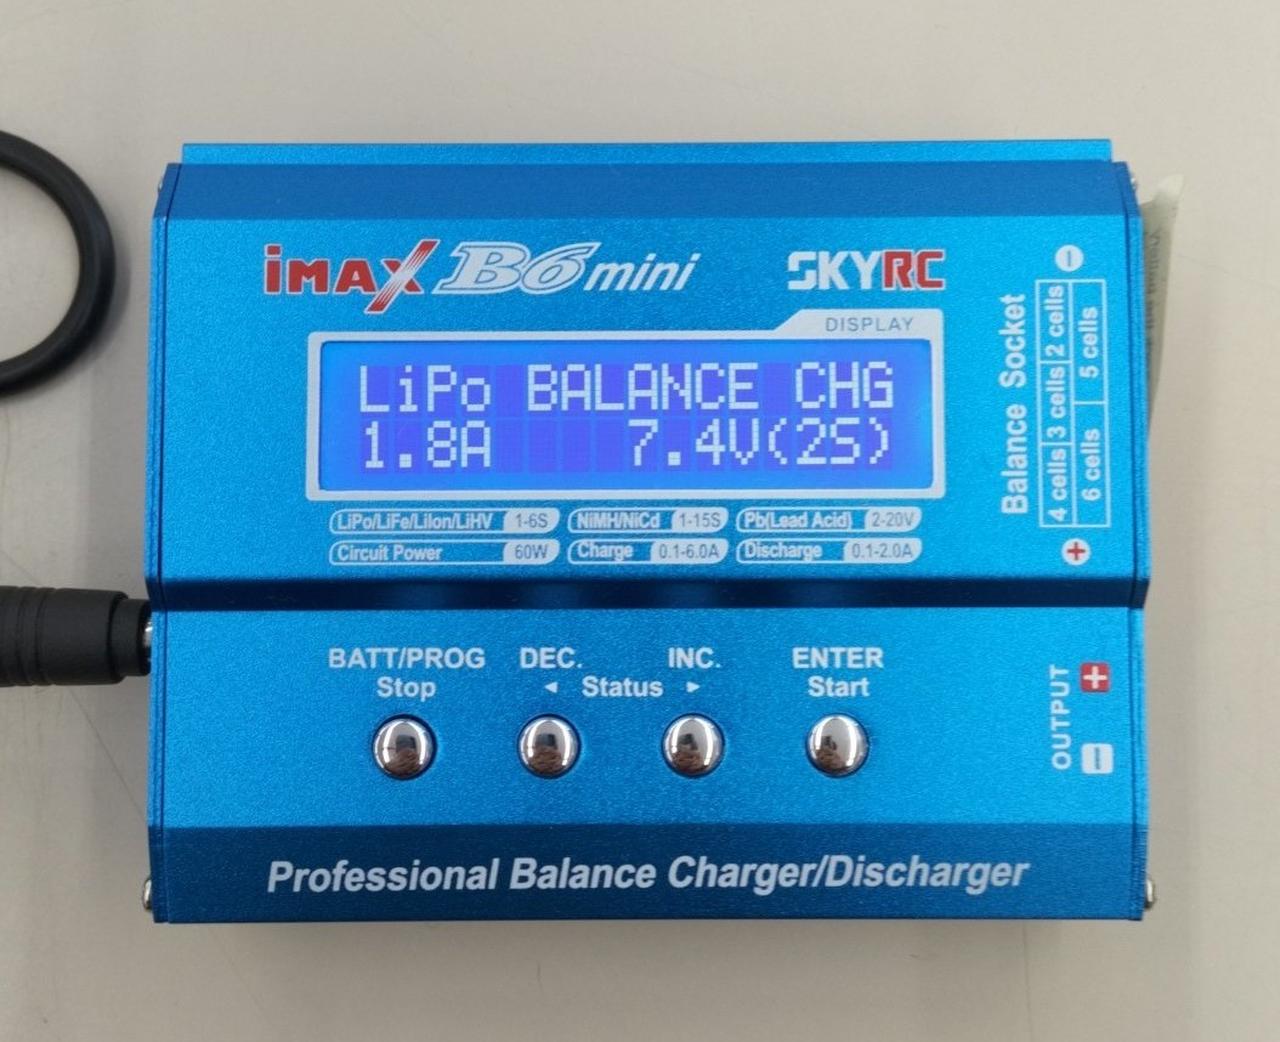 iMAX B6 mini SKYRC
DISPLAY
LiPo BALANCE CHG
1.8A 7.4V(2S)
LiPo/LiFe/LiIon/LiHV 1-6S NiMH/NiCd 1-15S Pb(Lead Acid) 2-20V
Circuit Power 60W Charge 0.1-6.0A Discharge 0.1-2.0A
Balance Socket
4 cells 3 cells 2 cells
6 cells 5 cells
BATT/PROG DEC. INC. ENTER
Stop ◄ Status ► Start
OUTPUT
Professional Balance Charger/Discharger